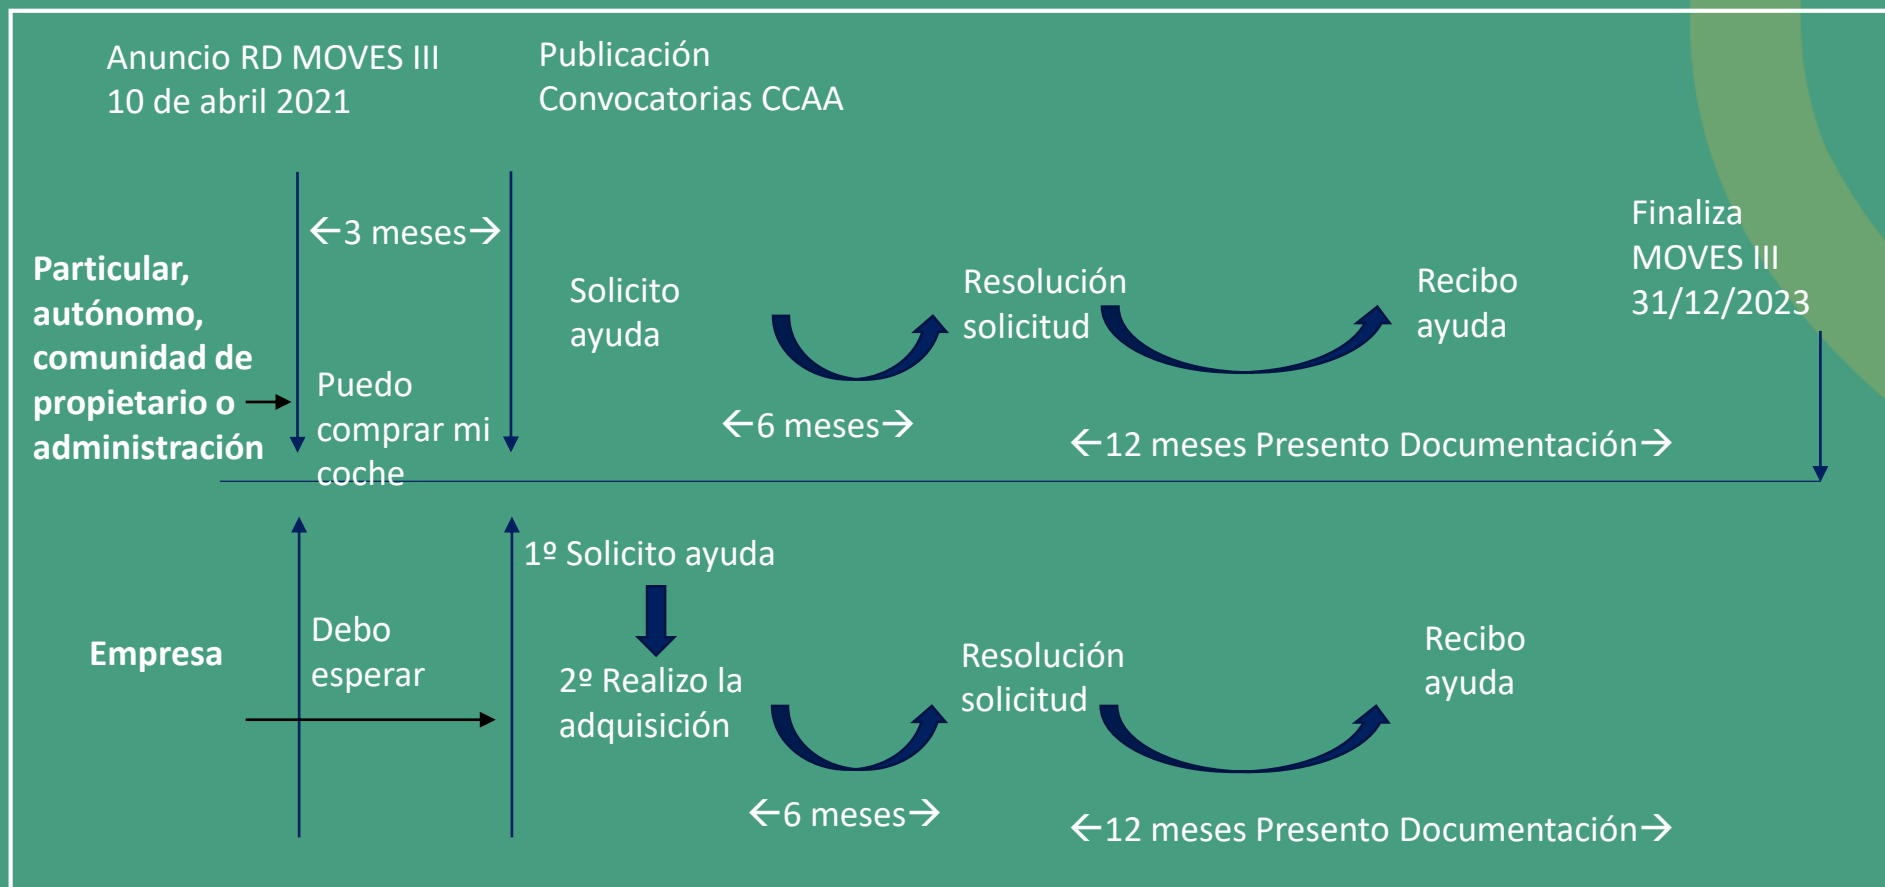 Anuncio RD MOVES III
10 de abril 2021
Publicación
Convocatorias CCAA
←3 meses→
Particular,
autónomo,
comunidad de
propietario o
administración
Puedo
comprar mi
coche
Solicito
ayuda
←6 meses→
Resolución
solicitud
←12 meses Presento Documentación→
Recibo
ayuda
Finaliza
MOVES III
31/12/2023
Empresa
Debo
esperar
1º Solicito ayuda
2º Realizo la
adquisición
←6 meses→
Resolución
solicitud
←12 meses Presento Documentación→
Recibo
ayuda